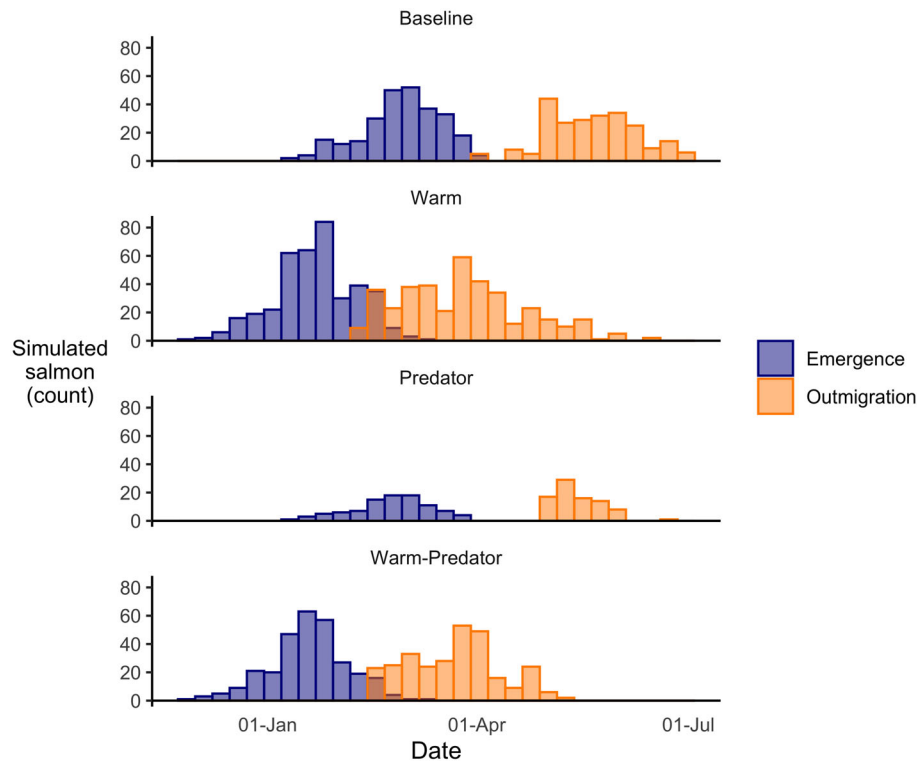 Baseline
80
60
40
20
0
Warm
80
60
40
20
0
Predator
80
60
40
20
0
Warm-Predator
80
60
40
20
0
Simulated
salmon
(count)
01-Jan
01-Apr
01-Jul
Date
Emergence
Outmigration